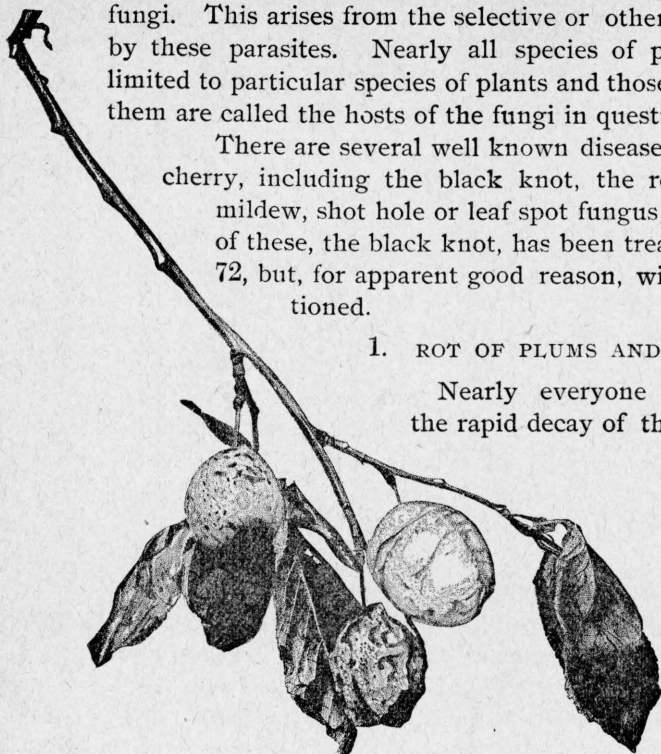 fungi. This arises from the selective or other
by these parasites. Nearly all species of p
limited to particular species of plants and those
them are called the hosts of the fungi in questi
There are several well known disease
cherry, including the black knot, the r
mildew, shot hole or leaf spot fungus
of these, the black knot, has been trea
72, but, for apparent good reason, wi
tioned.
1. ROT OF PLUMS AND
Nearly everyone
the rapid decay of th